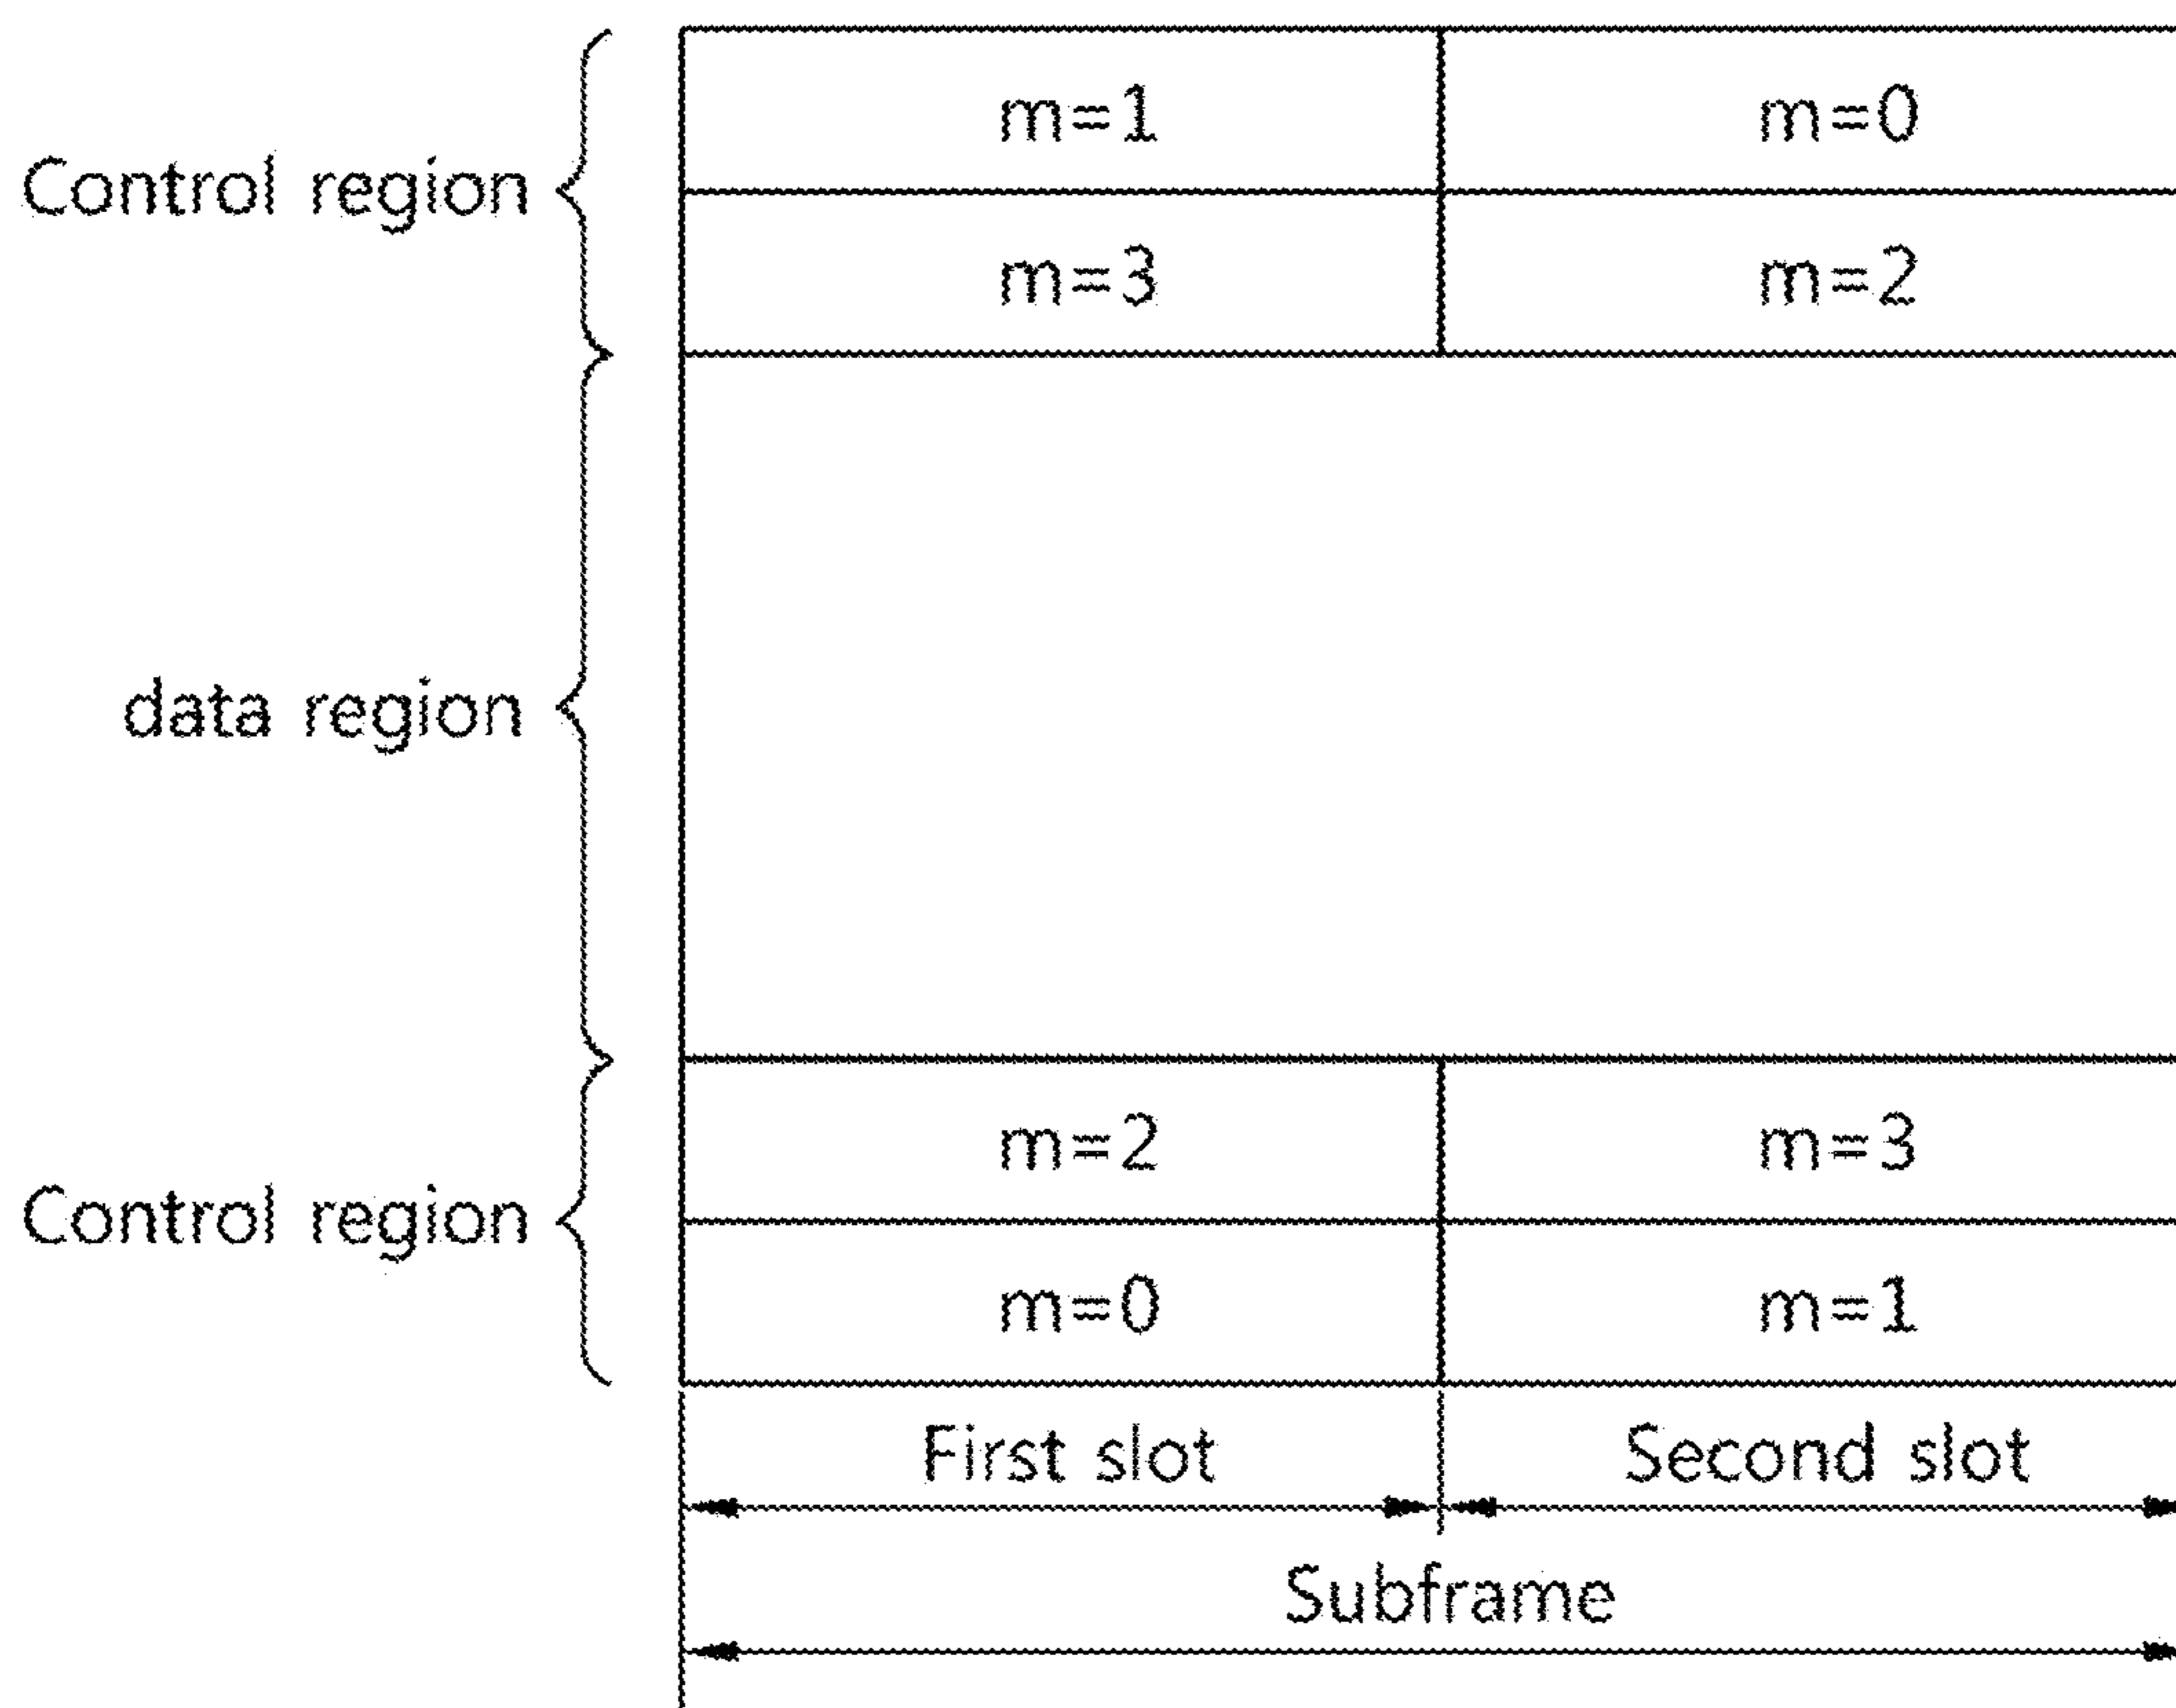 m=1 m=0
Control region
m=3 m=2
data region
m=2 m=3
Control region
m=0 m=1
First slot Second slot
Subframe